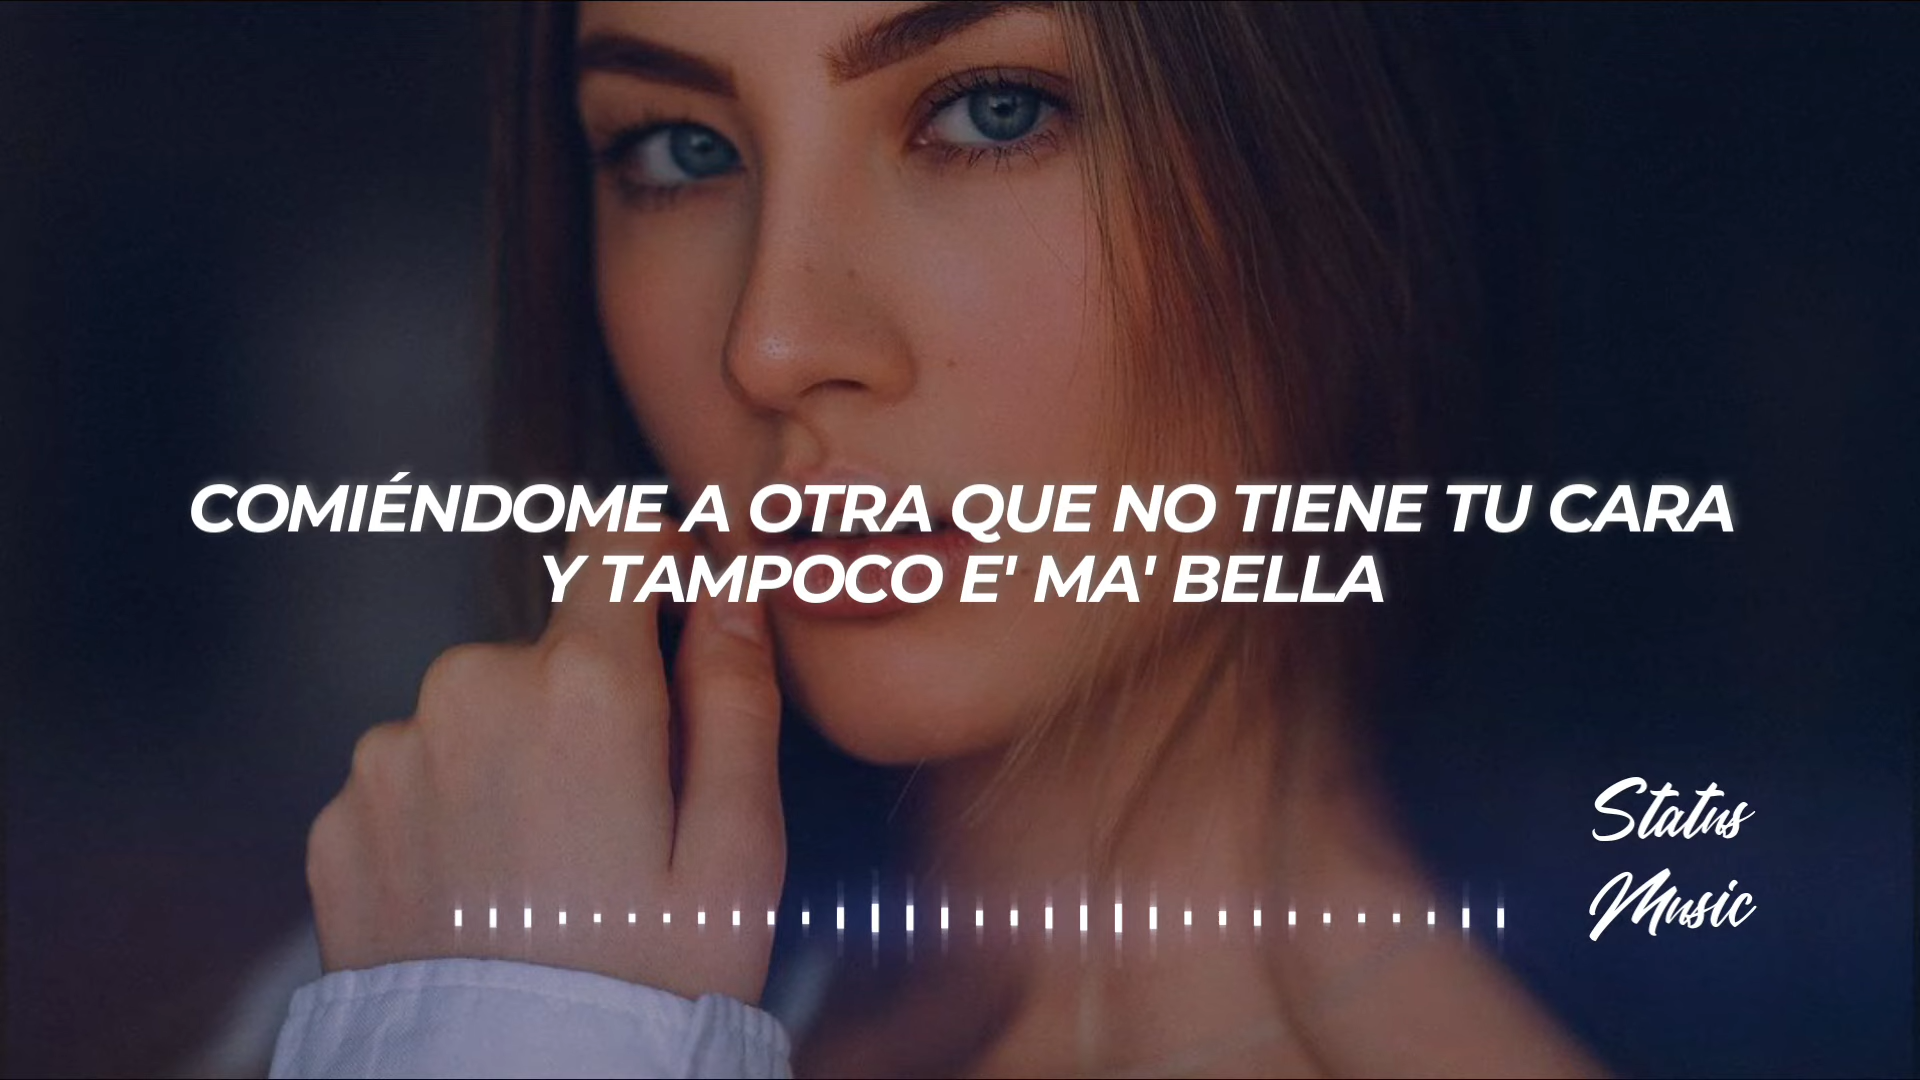 COMIÉNDOME A OTRA QUE NO TIENE TU CARA
Y TAMPOCO E' MA' BELLA
Status
Music